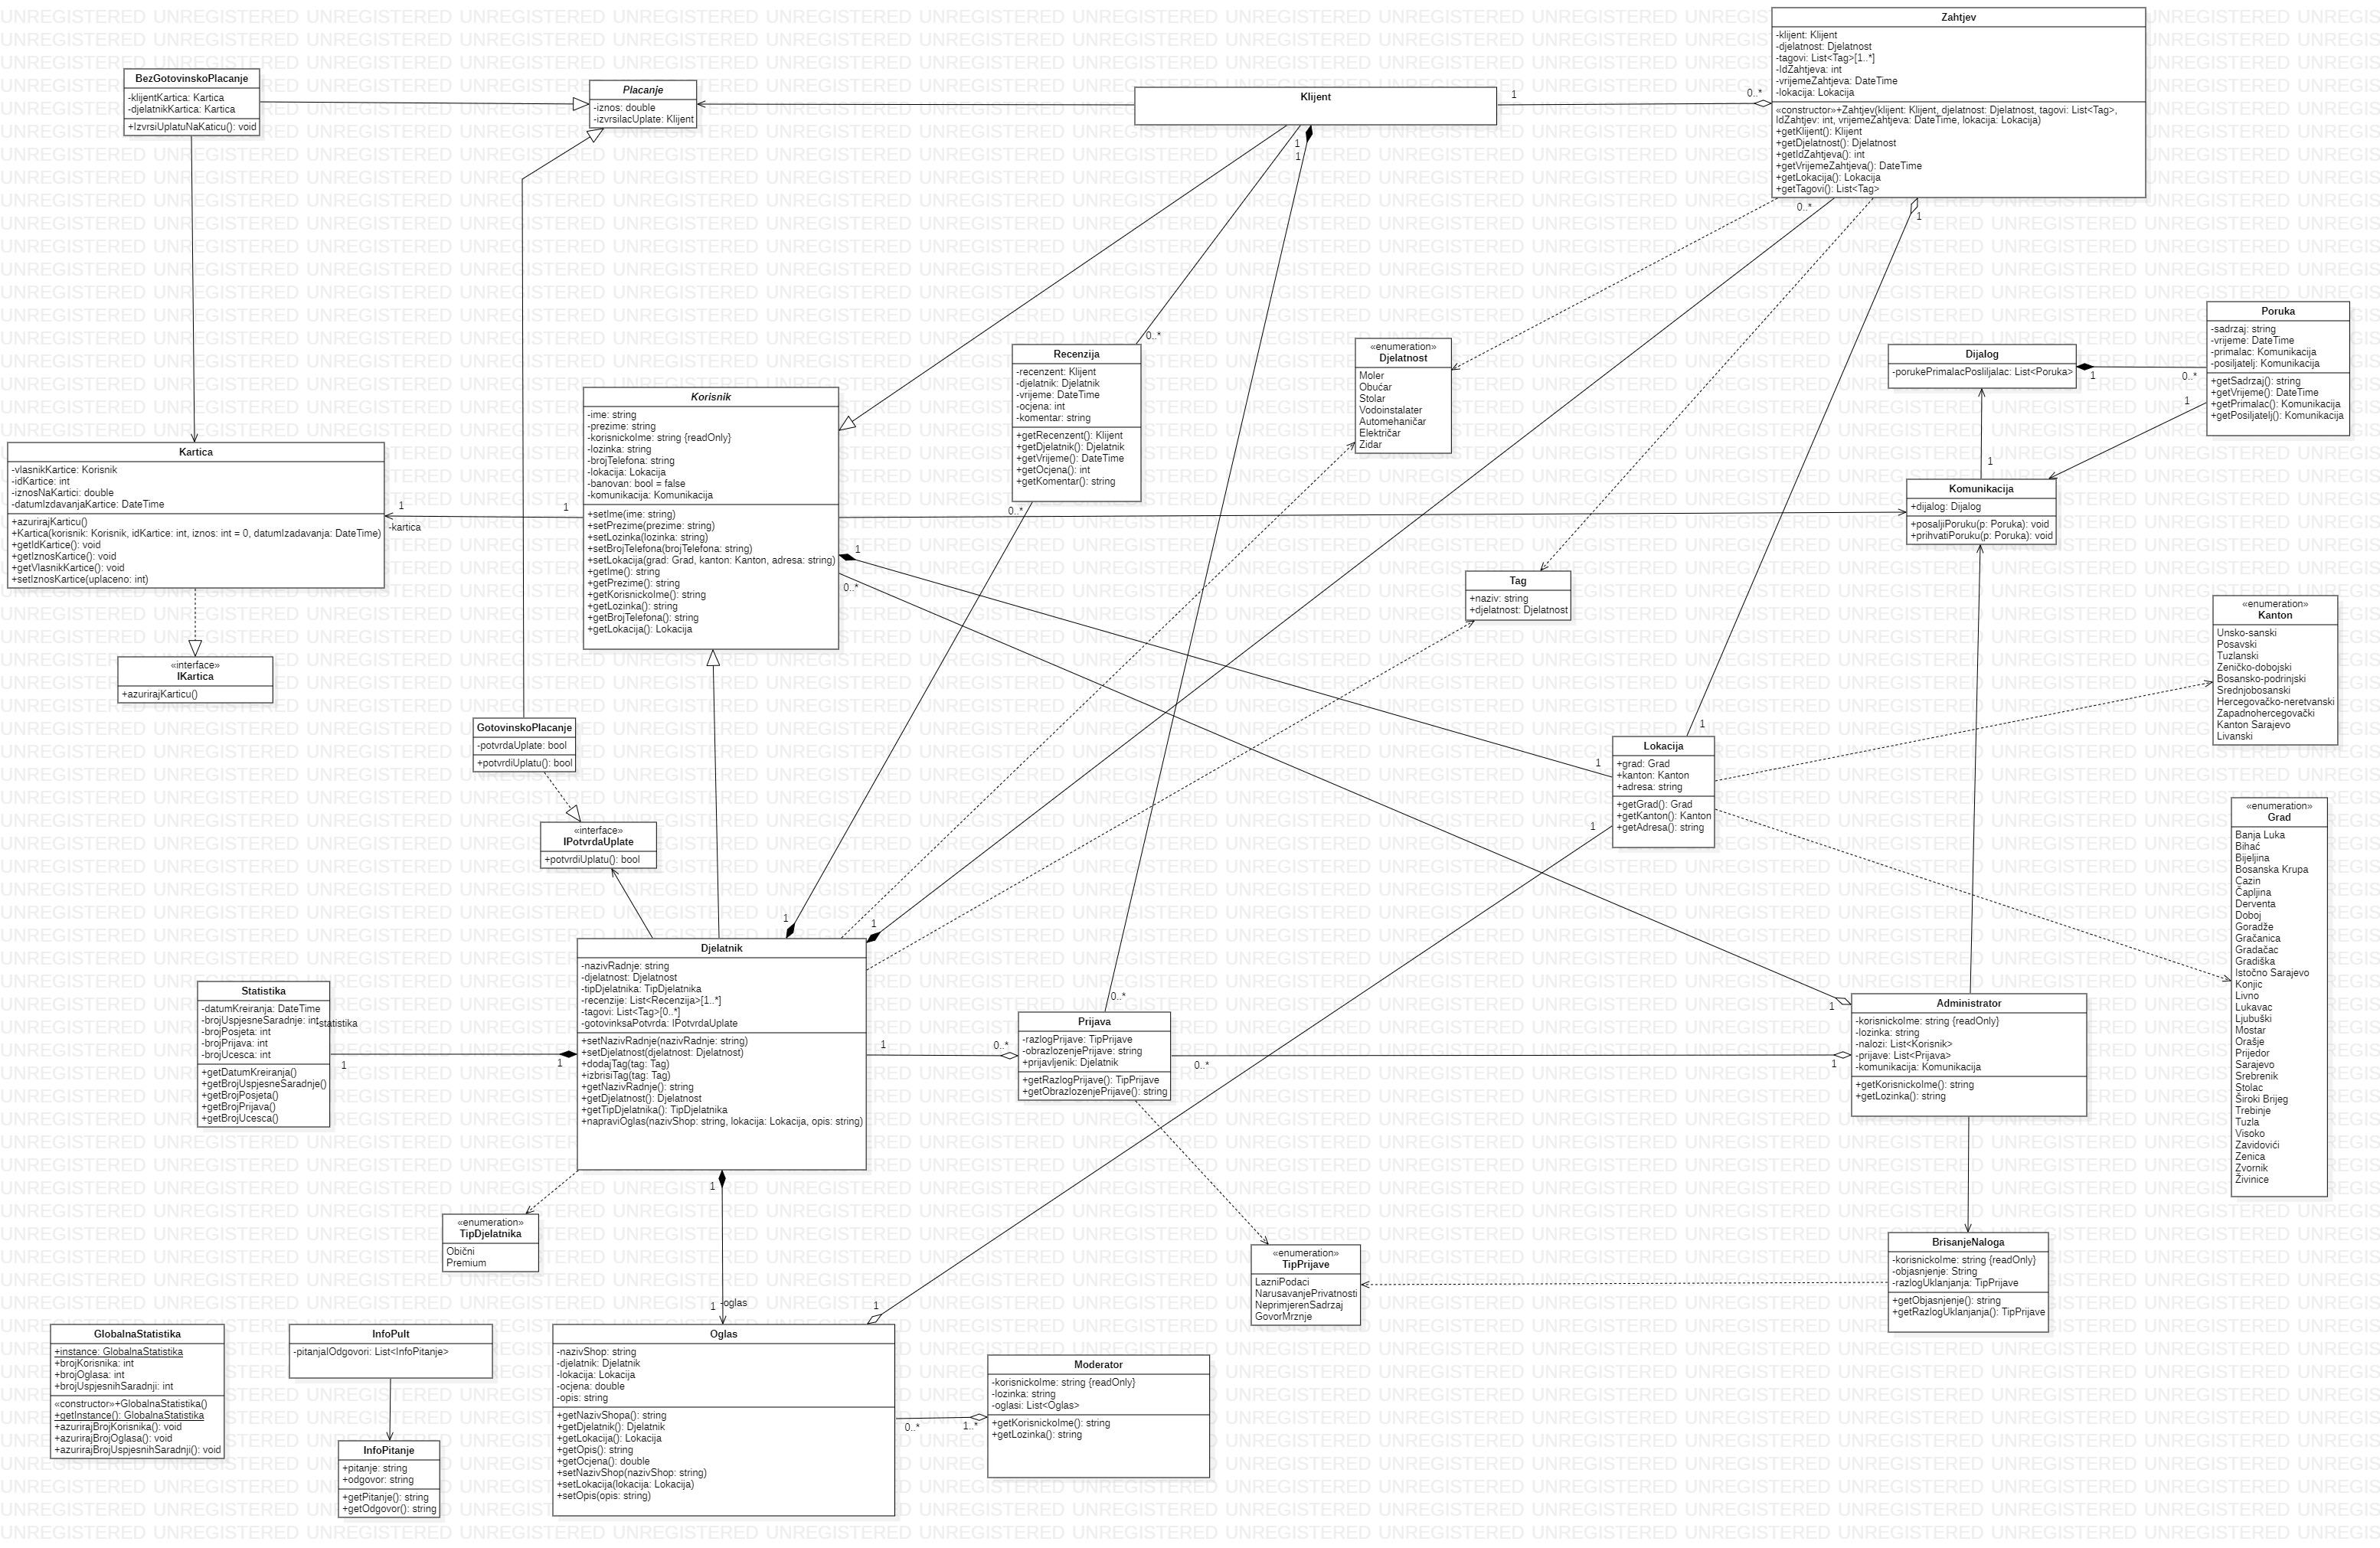 UNREGISTERED
BezGotovinskoPlacanje
-klijentKartica: Kartica
-djelatnikKartica: Kartica
+IzvrsiUplatuNaKaticu(): void
Placanje
-iznos: double
-izvrsilacUplate: Klijent
Klijent
1
0..*
1
1
Zahtjev
-klijent: Klijent
-djelatnost: Djelatnost
-tagovi: List<Tag>[1..*]
-IdZahtjeva: int
-vrijemeZahtjeva: DateTime
-lokacija: Lokacija
«constructor»+Zahtjev(klijent: Klijent, djelatnost: Djelatnost, tagovi: List<Tag>,
IdZahtjev: int, vrijemeZahtjeva: DateTime, lokacija: Lokacija)
+getKlijent(): Klijent
+getDjelatnost(): Djelatnost
+getIdZahtjeva(): int
+getVrijemeZahtjeva(): DateTime
+getLokacija(): Lokacija
+getTagovi(): List<Tag>
0..*
1
Poruka
-sadrzaj: string
-vrijeme: DateTime
-primalac: Komunikacija
-posiljatelj: Komunikacija
+getSadrzaj(): string
+getVrijeme(): DateTime
+getPrimalac(): Komunikacija
+getPosiljatelj(): Komunikacija
Dijalog
-porukePrimalacPosliljalac: List<Poruka>
1
0..*
1
1
Komunikacija
+dijalog: Dijalog
+posaljiPoruku(p: Poruka): void
+prihvatiPoruku(p: Poruka): void
0..*
Recenzija
-recenzent: Klijent
-djelatnik: Djelatnik
-vrijeme: DateTime
-ocjena: int
-komentar: string
+getRecenzent(): Klijent
+getDjelatnik(): Djelatnik
+getVrijeme(): DateTime
+getOcjena(): int
+getKomentar(): string
0..*
«enumeration»
Djelatnost
Moler
Obućar
Stolar
Vodoinstalater
Automehaničar
Električar
Zidar
Korisnik
-ime: string
-prezime: string
-korisnickoIme: string {readOnly}
-lozinka: string
-brojTelefona: string
-lokacija: Lokacija
-banovan: bool = false
-komunikacija: Komunikacija
+setIme(ime: string)
+setPrezime(prezime: string)
+setLozinka(lozinka: string)
+setBrojTelefona(brojTelefona: string)
+setLokacija(grad: Grad, kanton: Kanton, adresa: string)
+getIme(): string
+getPrezime(): string
+getKorisnickoIme(): string
+getLozinka(): string
+getBrojTelefona(): string
+getLokacija(): Lokacija
1
0..*
Kartica
-vlasnikKartice: Korisnik
-idKartice: int
-iznosNaKartici: double
-datumIzdavanjaKartice: DateTime
+azurirajKarticu()
+Kartica(korisnik: Korisnik, idKartice: int, iznos: int = 0, datumIzadavanja: DateTime)
+getIdKartice(): void
+getIznosKartice(): void
+getVlasnikKartice(): void
+setIznosKartice(uplaceno: int)
1
-kartica
1
«interface»
IKartica
+azurirajKarticu()
Tag
+naziv: string
+djelatnost: Djelatnost
«enumeration»
Kanton
Unsko-sanski
Posavski
Tuzlanski
Zeničko-dobojski
Bosansko-podrinjski
Srednjobosanski
Hercegovačko-neretvanski
Zapadnohercegovački
Kanton Sarajevo
Livanski
GotovinskoPlacanje
-potvrdaUplate: bool
+potvrdiUplatu(): bool
«interface»
IPotvrdaUplate
+potvrdiUplatu(): bool
1
1
1
Lokacija
+grad: Grad
+kanton: Kanton
+adresa: string
+getGrad(): Grad
+getKanton(): Kanton
+getAdresa(): string
«enumeration»
Grad
Banja Luka
Bihać
Bijeljina
Bosanska Krupa
Cazin
Čapljina
Derventa
Doboj
Goradže
Gračanica
Gradačac
Gradiška
Istočno Sarajevo
Konjic
Livno
Lukavac
Ljubuški
Mostar
Orašje
Prijedor
Sarajevo
Srebrenik
Stolac
Široki Brijeg
Trebinje
Tuzla
Visoko
Zavidovići
Zenica
Zvornik
Živinice
1
1
Djelatnik
-nazivRadnje: string
-djelatnost: Djelatnost
-tipDjelatnika: TipDjelatnika
-recenzije: List<Recenzija>[1..*]
-tagovi: List<Tag>[0..*]
-gotovinksaPotvrda: IPotvrdaUplate
+setNazivRadnje(nazivRadnje: string)
+setDjelatnost(djelatnost: Djelatnost)
+dodajTag(tag: Tag)
+izbrisiTag(tag: Tag)
+getNazivRadnje(): string
+getDjelatnost(): Djelatnost
+getTipDjelatnika(): TipDjelatnika
+napraviOglas(nazivShop: string, lokacija: Lokacija, opis: string)
Statistika
-datumKreiranja: DateTime
-brojUspjesneSaradnje: int
-brojPosjeta: int
-brojPrijava: int
-brojUcesca: int
+getDatumKreiranja()
+getBrojUspjesneSaradnje()
+getBrojPosjeta()
+getBrojPrijava()
+getBrojUcesca()
-statistika
1
1
1
0..*
0..*
Prijava
-razlogPrijave: TipPrijave
-obrazlozenjePrijave: string
+prijavljenik: Djelatnik
+getRazlogPrijave(): TipPrijave
+getObrazlozenjePrijave(): string
0..*
1
1
Administrator
-korisnickoIme: string {readOnly}
-lozinka: string
-nalozi: List<Korisnik>
-prijave: List<Prijava>
-komunikacija: Komunikacija
+getKorisnickoIme(): string
+getLozinka(): string
«enumeration»
TipDjelatnika
Obični
Premium
1
1
-oglas
1
«enumeration»
TipPrijave
LazniPodaci
NarusavanjePrivatnosti
NeprimjerenSadrzaj
GovorMrznje
BrisanjeNaloga
-korisnickoIme: string {readOnly}
-objasnjenje: String
-razlogUklanjanja: TipPrijave
+getObjasnjenje(): string
+getRazlogUklanjanja(): TipPrijave
GlobalnaStatistika
+instance: GlobalnaStatistika
+brojKorisnika: int
+brojOglasa: int
+brojUspjesnihSaradnji: int
«constructor»+GlobalnaStatistika()
+getInstance(): GlobalnaStatistika
+azurirajBrojKorisnika(): void
+azurirajBrojOglasa(): void
+azurirajBrojUspjesnihSaradnji(): void
InfoPult
-pitanjaIOdgovori: List<InfoPitanje>
InfoPitanje
+pitanje: string
+odgovor: string
+getPitanje(): string
+getOdgovor(): string
Oglas
-nazivShop: string
-djelatnik: Djelatnik
-lokacija: Lokacija
-ocjena: double
-opis: string
+getNazivShopa(): string
+getDjelatnik(): Djelatnik
+getLokacija(): Lokacija
+getOpis(): string
+getOcjena(): double
+setNazivShop(nazivShop: string)
+setLokacija(lokacija: Lokacija)
+setOpis(opis: string)
0..*
1..*
Moderator
-korisnickoIme: string {readOnly}
-lozinka: string
-oglasi: List<Oglas>
+getKorisnickoIme(): string
+getLozinka(): string